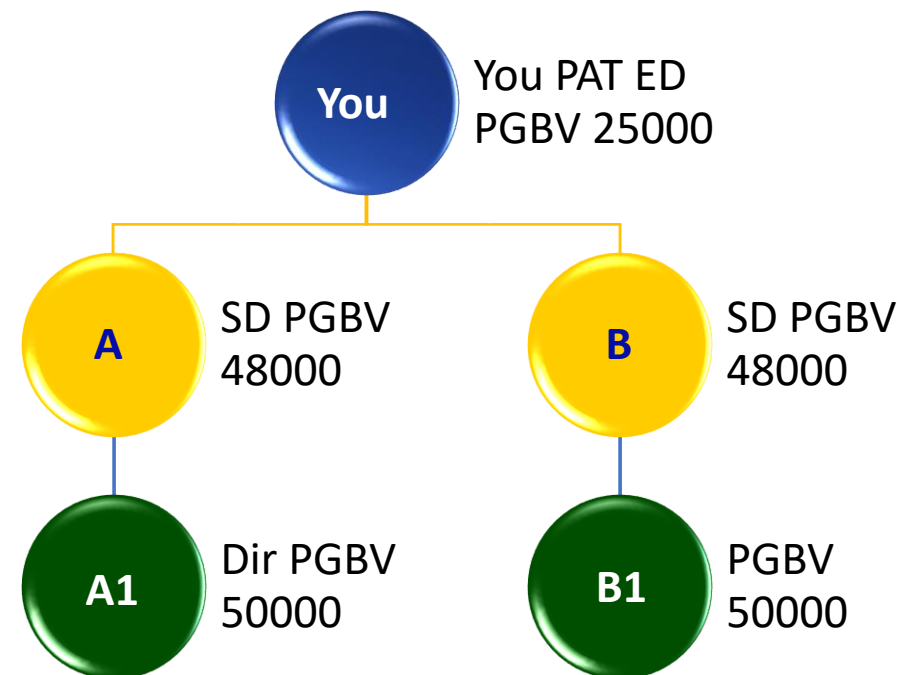 You
You PAT ED
PGBV 25000
A
SD PGBV
48000
B
SD PGBV
48000
A1
Dir PGBV
50000
B1
PGBV
50000